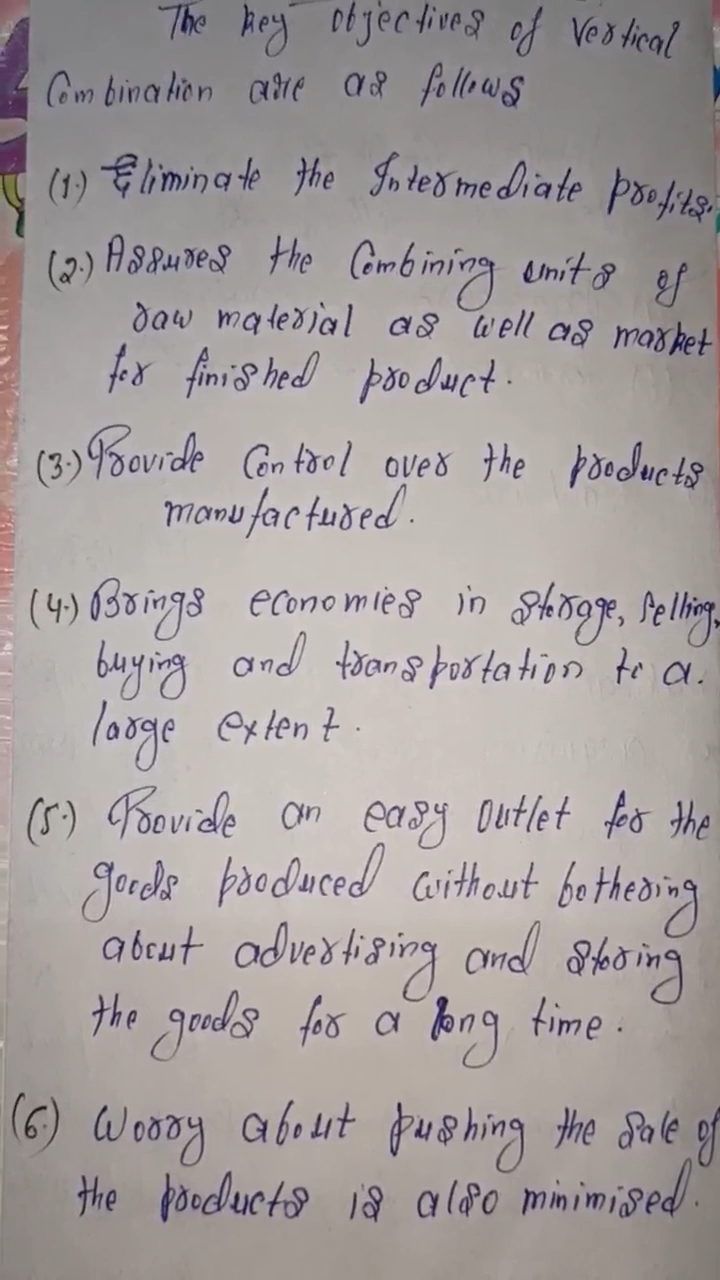 The key objectives of Vertical
Combination are as follows
(1.) Eliminate the Intermediate profits.
(2.) Assures the Combining units of
raw material as well as market
for finished product.
(3.) Provide Control over the products
manufactured.
(4.) Brings economies in storage, selling,
buying and transportation to a.
large extent.
(5.) Provide an easy outlet for the
goods produced without bothering
about advertising and storing
the goods for a long time.
(6.) Worry about pushing the sale of
the products is also minimised.